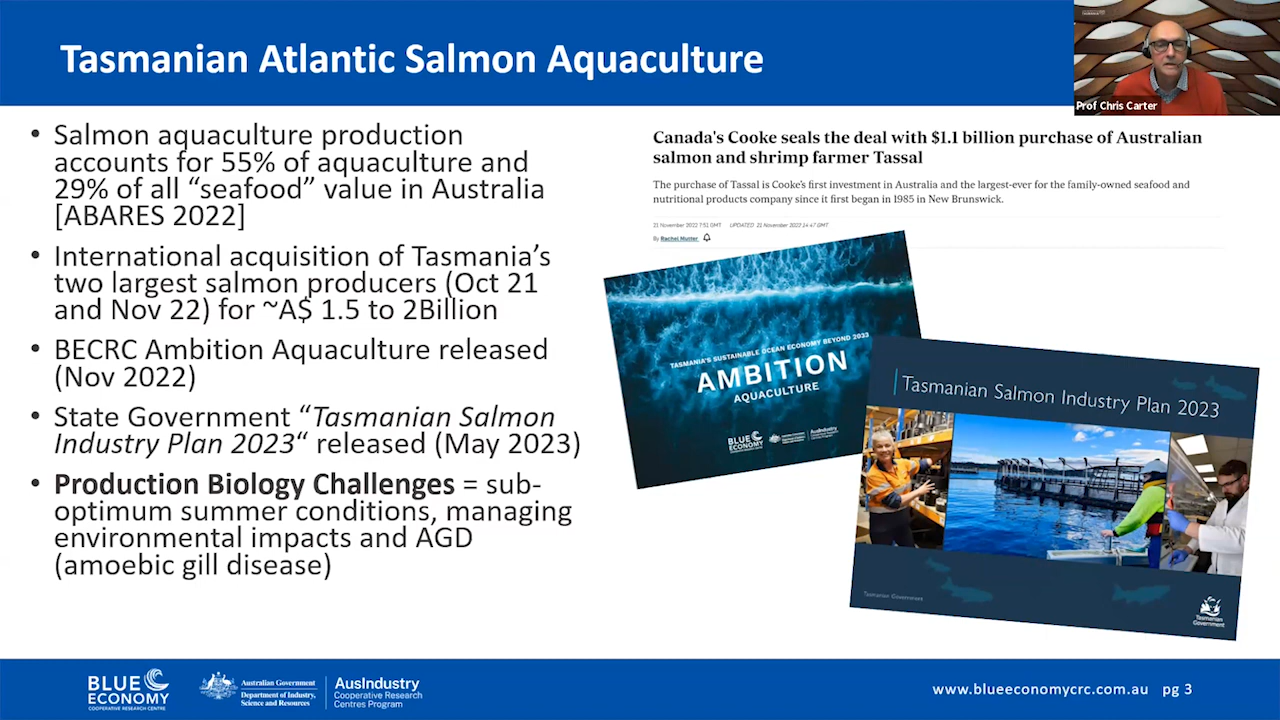 Tasmanian Atlantic Salmon Aquaculture
Prof Chris Carter
• Salmon aquaculture production
accounts for 55% of aquaculture and
29% of all “seafood” value in Australia
[ABARES 2022]
• International acquisition of Tasmania’s
two largest salmon producers (Oct 21
and Nov 22) for ~A$ 1.5 to 2Billion
• BECRC Ambition Aquaculture released
(Nov 2022)
• State Government “Tasmanian Salmon
Industry Plan 2023“ released (May 2023)
• Production Biology Challenges = sub-
optimum summer conditions, managing
environmental impacts and AGD
(amoebic gill disease)
Canada's Cooke seals the deal with $1.1 billion purchase of Australian
salmon and shrimp farmer Tassal
The purchase of Tassal is Cooke's first investment in Australia and the largest-ever for the family-owned seafood and
nutritional products company since it first began in 1985 in New Brunswick.
21 November 2022 7:51 GMT UPDATED 21 November 2022 14:47 GMT
By Rachel Mutter
TASMANIA'S SUSTAINABLE OCEAN ECONOMY BEYOND 2023
AMBITION
AQUACULTURE
BLUE
ECONOMY
AusIndustry
Tasmanian Salmon Industry Plan 2023
Tasmanian Government
Tasmanian
Government
BLUE
ECONOMY
COOPERATIVE RESEARCH CENTRE
Australian Government
Department of Industry,
Science and Resources
AusIndustry
Cooperative Research
Centres Program
www.blueeconomycrc.com.au pg 3